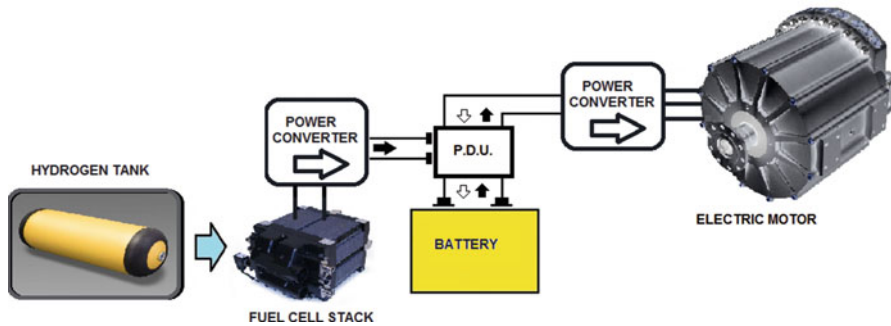 HYDROGEN TANK
FUEL CELL STACK
POWER
CONVERTER
P.D.U.
BATTERY
POWER
CONVERTER
ELECTRIC MOTOR